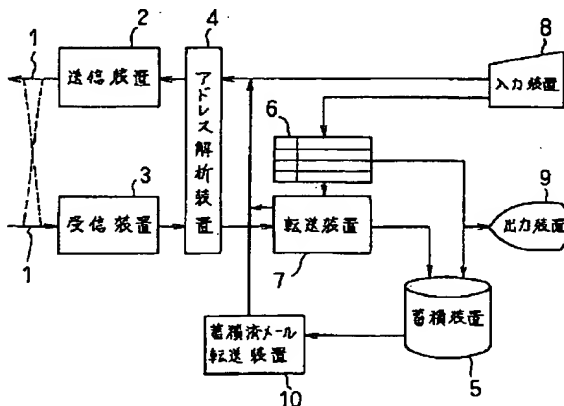 1
2
送信装置
4
アドレス解析装置
8
入力装置
6
3
受信装置
1
転送装置
7
9
出力装置
蓄積装置
5
蓄積済メール
転送装置
10